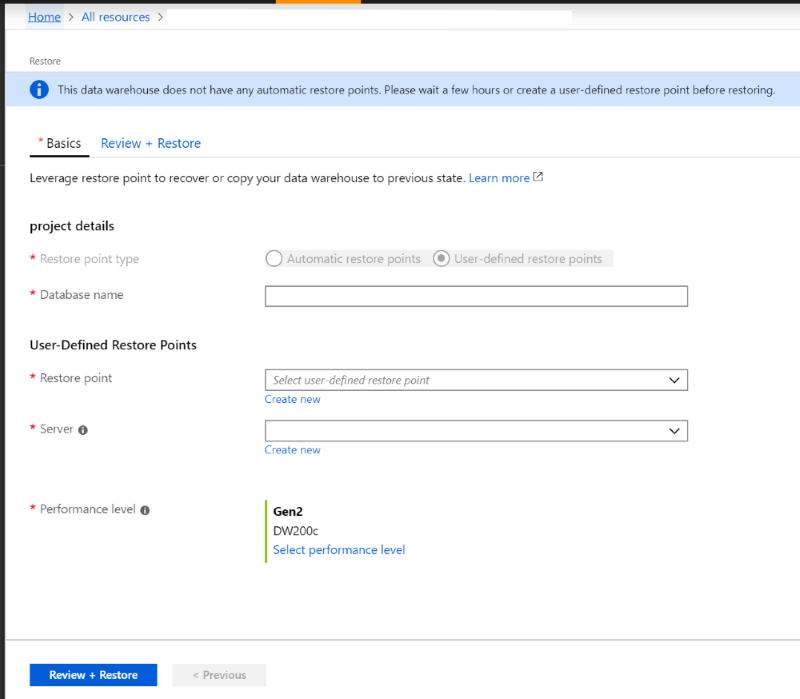 Home > All resources >
Restore
This data warehouse does not have any automatic restore points. Please wait a few hours or create a user-defined restore point before restoring.
* Basics Review + Restore
Leverage restore point to recover or copy your data warehouse to previous state. Learn more
project details
* Restore point type Automatic restore points User-defined restore points
* Database name
User-Defined Restore Points
* Restore point Select user-defined restore point
Create new
* Server
Create new
* Performance level Gen2
DW200c
Select performance level
Review + Restore < Previous